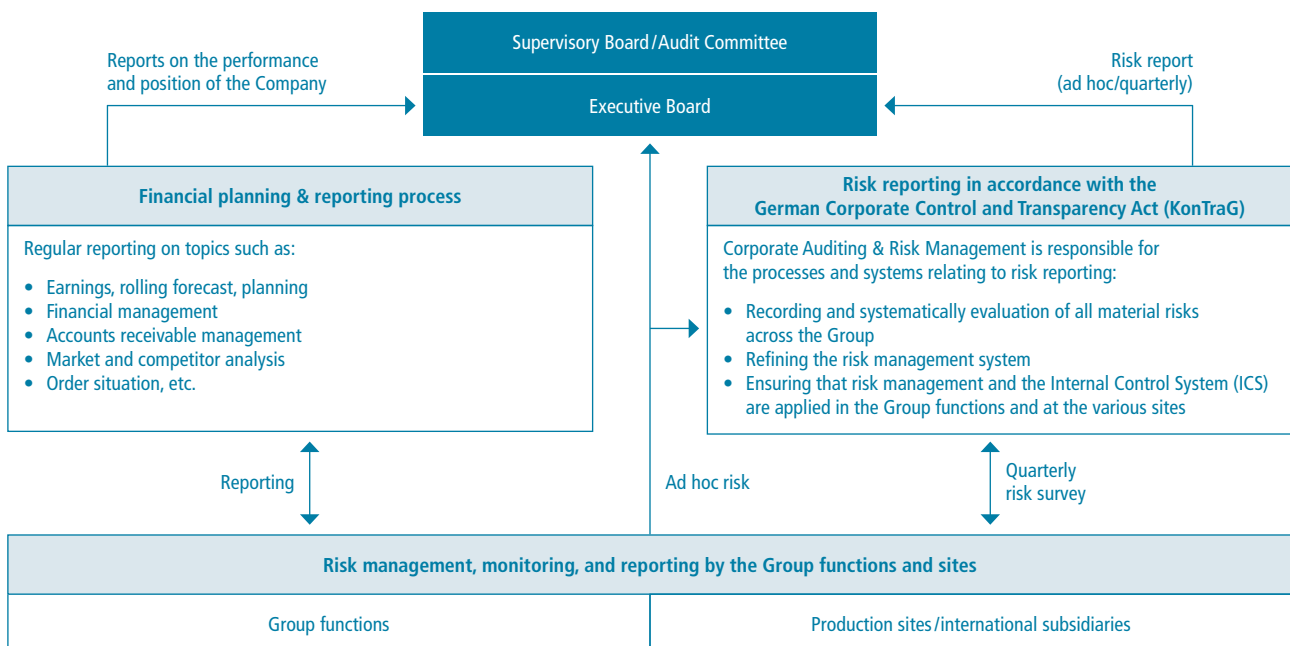 Supervisory Board/Audit Committee
Executive Board
Reports on the performance
and position of the Company
Risk report
(ad hoc/quarterly)
Financial planning & reporting process
Regular reporting on topics such as:
• Earnings, rolling forecast, planning
• Financial management
• Accounts receivable management
• Market and competitor analysis
• Order situation, etc.
Risk reporting in accordance with the
German Corporate Control and Transparency Act (KonTraG)
Corporate Auditing & Risk Management is responsible for
the processes and systems relating to risk reporting:
• Recording and systematically evaluation of all material risks
across the Group
• Refining the risk management system
• Ensuring that risk management and the Internal Control System (ICS)
are applied in the Group functions and at the various sites
Reporting
Ad hoc risk
Quarterly
risk survey
Risk management, monitoring, and reporting by the Group functions and sites
Group functions
Production sites/international subsidiaries